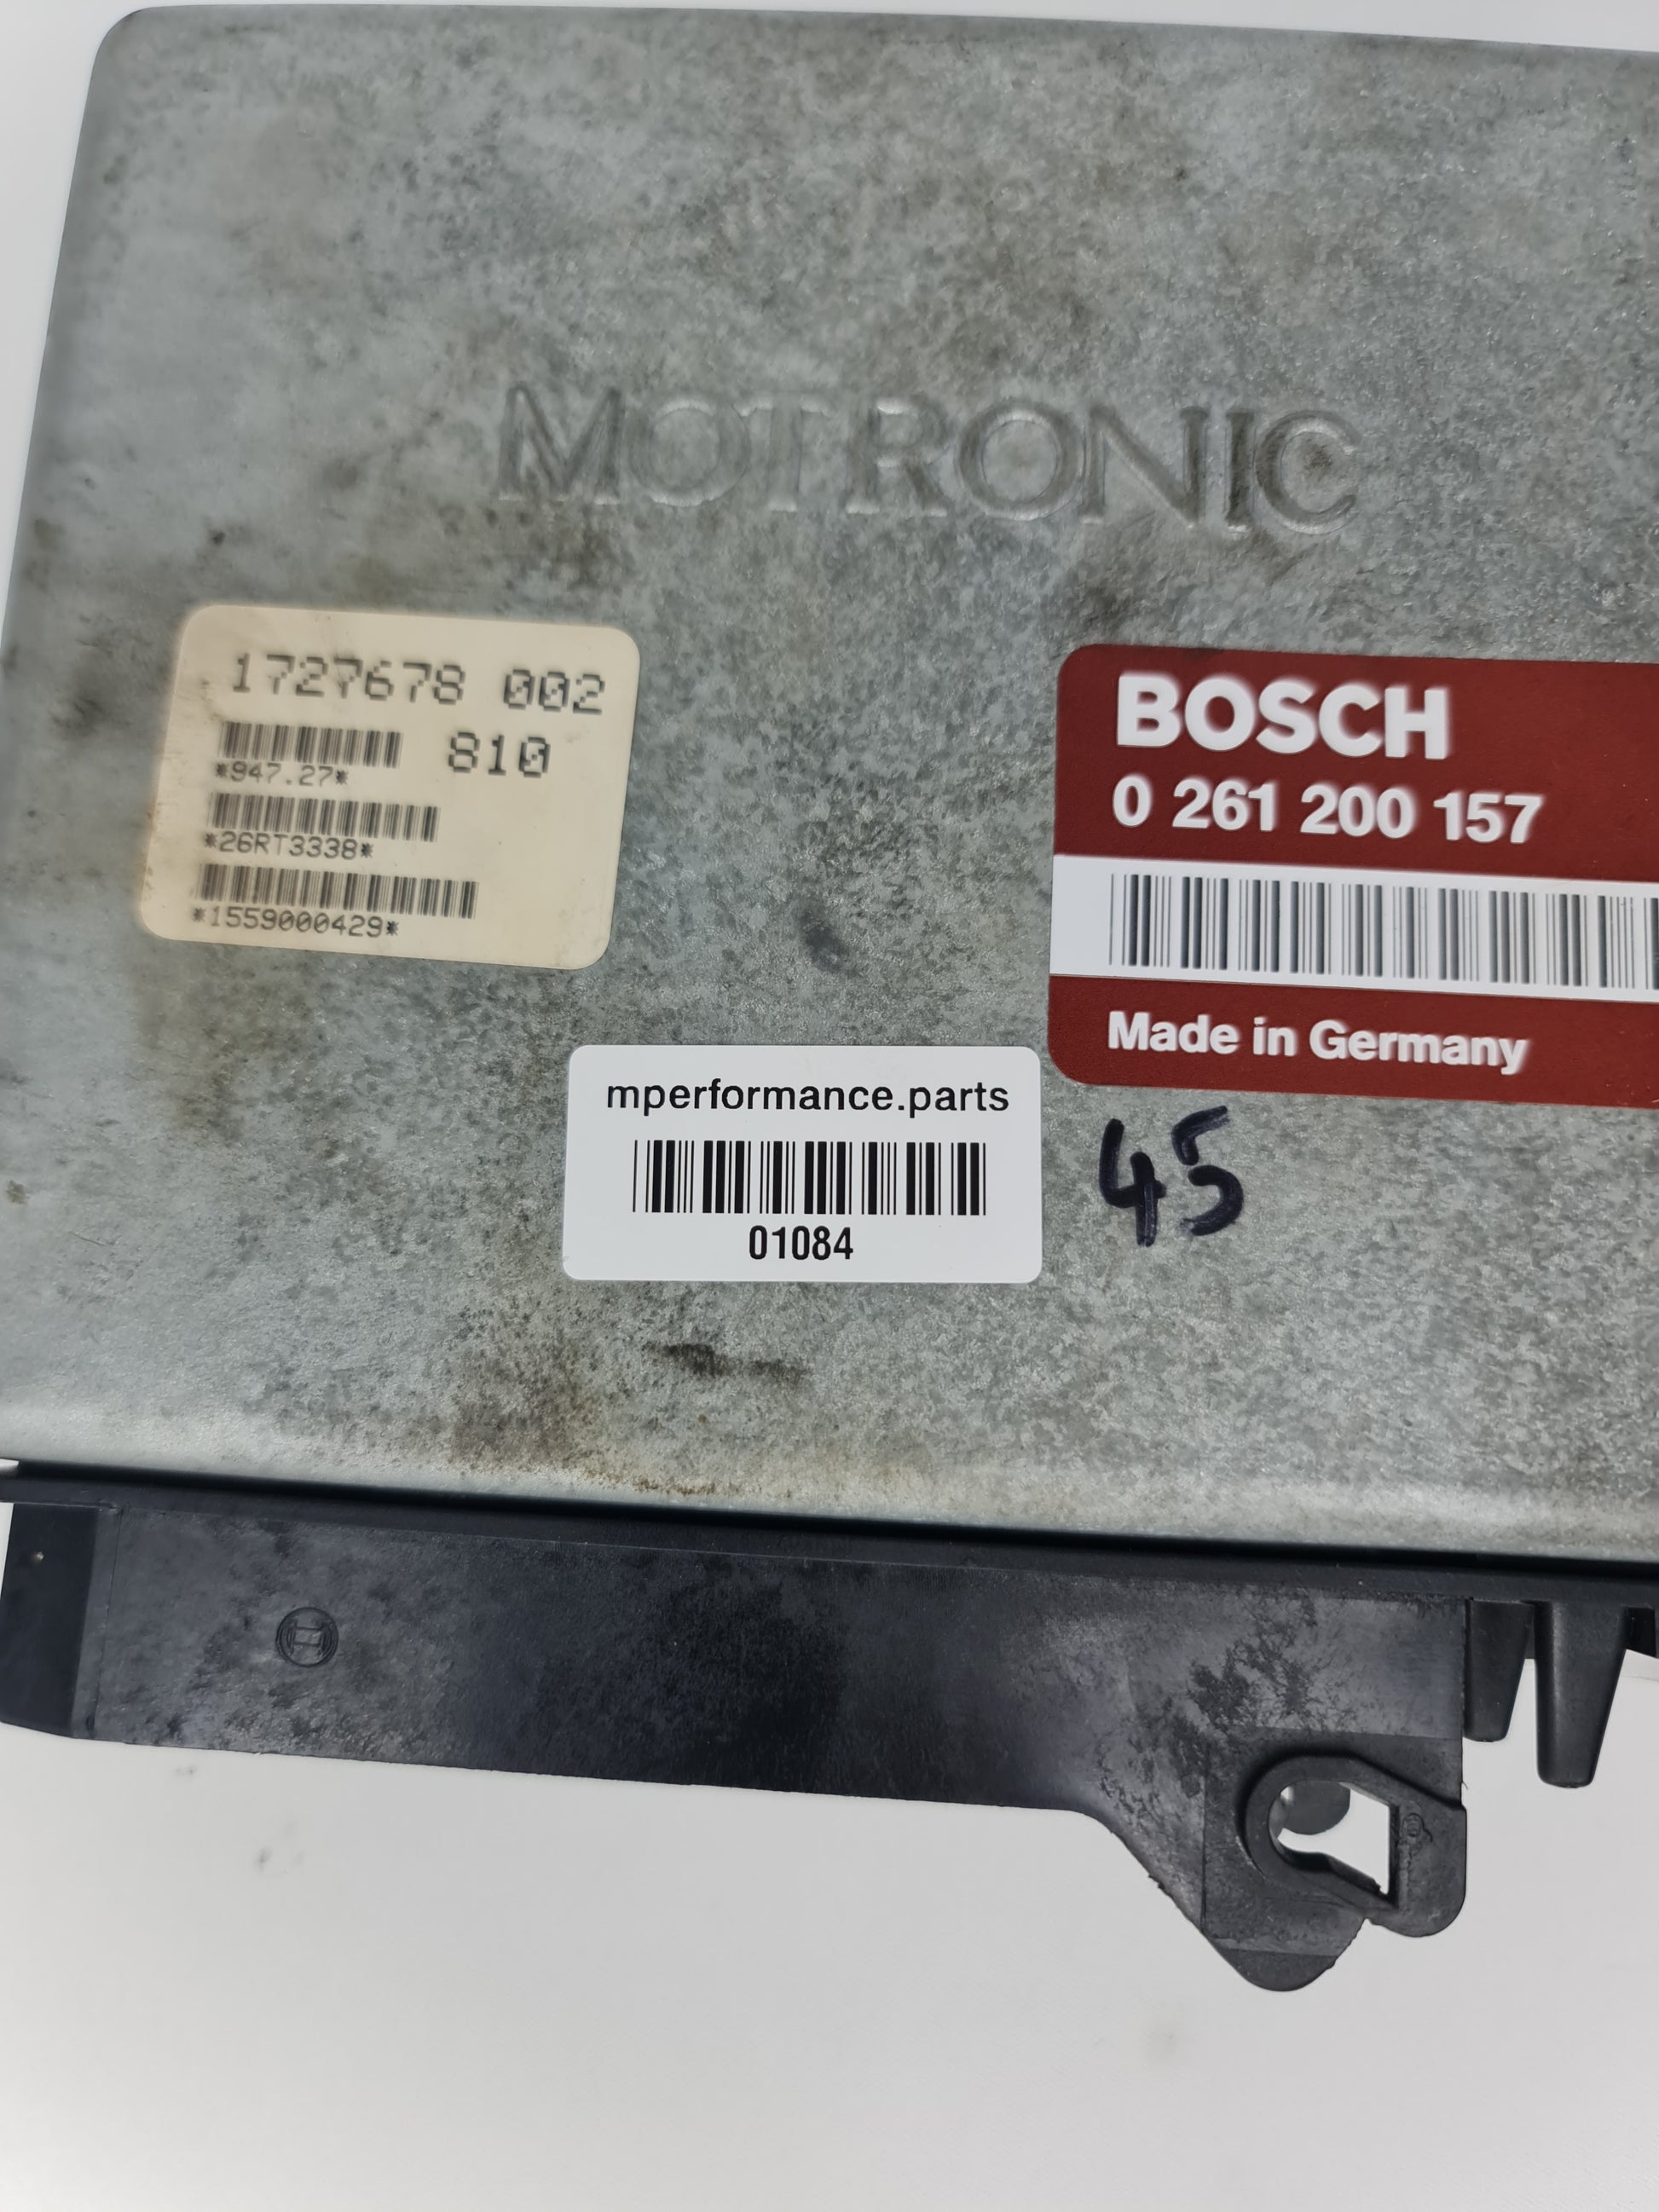 MOTRONIC
1727678 002
810
*947.27*
*26RT3338*
*1559000429*
BOSCH
0 261 200 157
Made in Germany
mperformance.parts
01084
45